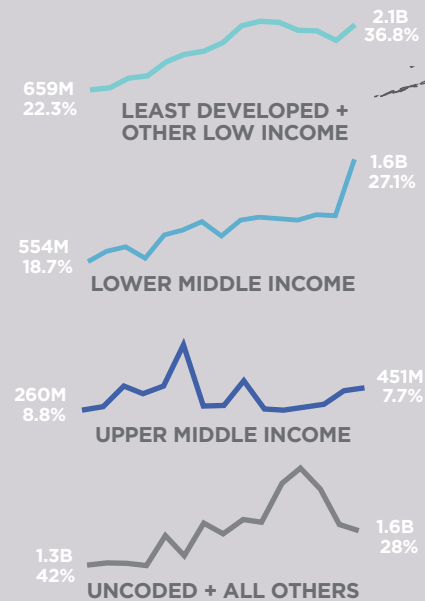 2.1B
36.8%
659M
22.3%
LEAST DEVELOPED +
OTHER LOW INCOME
1.6B
27.1%
554M
18.7%
LOWER MIDDLE INCOME
451M
7.7%
260M
8.8%
UPPER MIDDLE INCOME
1.6B
28%
1.3B
42%
UNCODED + ALL OTHERS